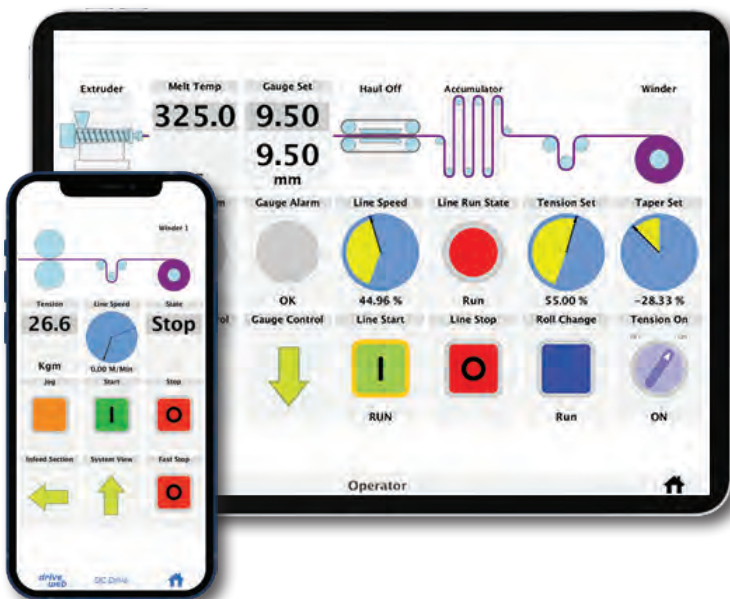 Extruder
Melt Temp
Gauge Set
Haul Off
Accumulator
Winder
325.0
9.50
9.50
mm
Gauge Alarm
Line Speed
Line Run State
Tension Set
Taper Set
OK
44.96 %
Run
55.00 %
-28.33 %
Gauge Control
Line Start
Line Stop
Roll Change
Tension On
I
O
RUN
Run
ON
Operator
Winder 1
Tension
Line Speed
State
26.6
Stop
Kgm
0.00 M/Min
Jog
Start
Stop
I
O
Infeed Section
System View
Fast Stop
O
drive
web
DC Drive